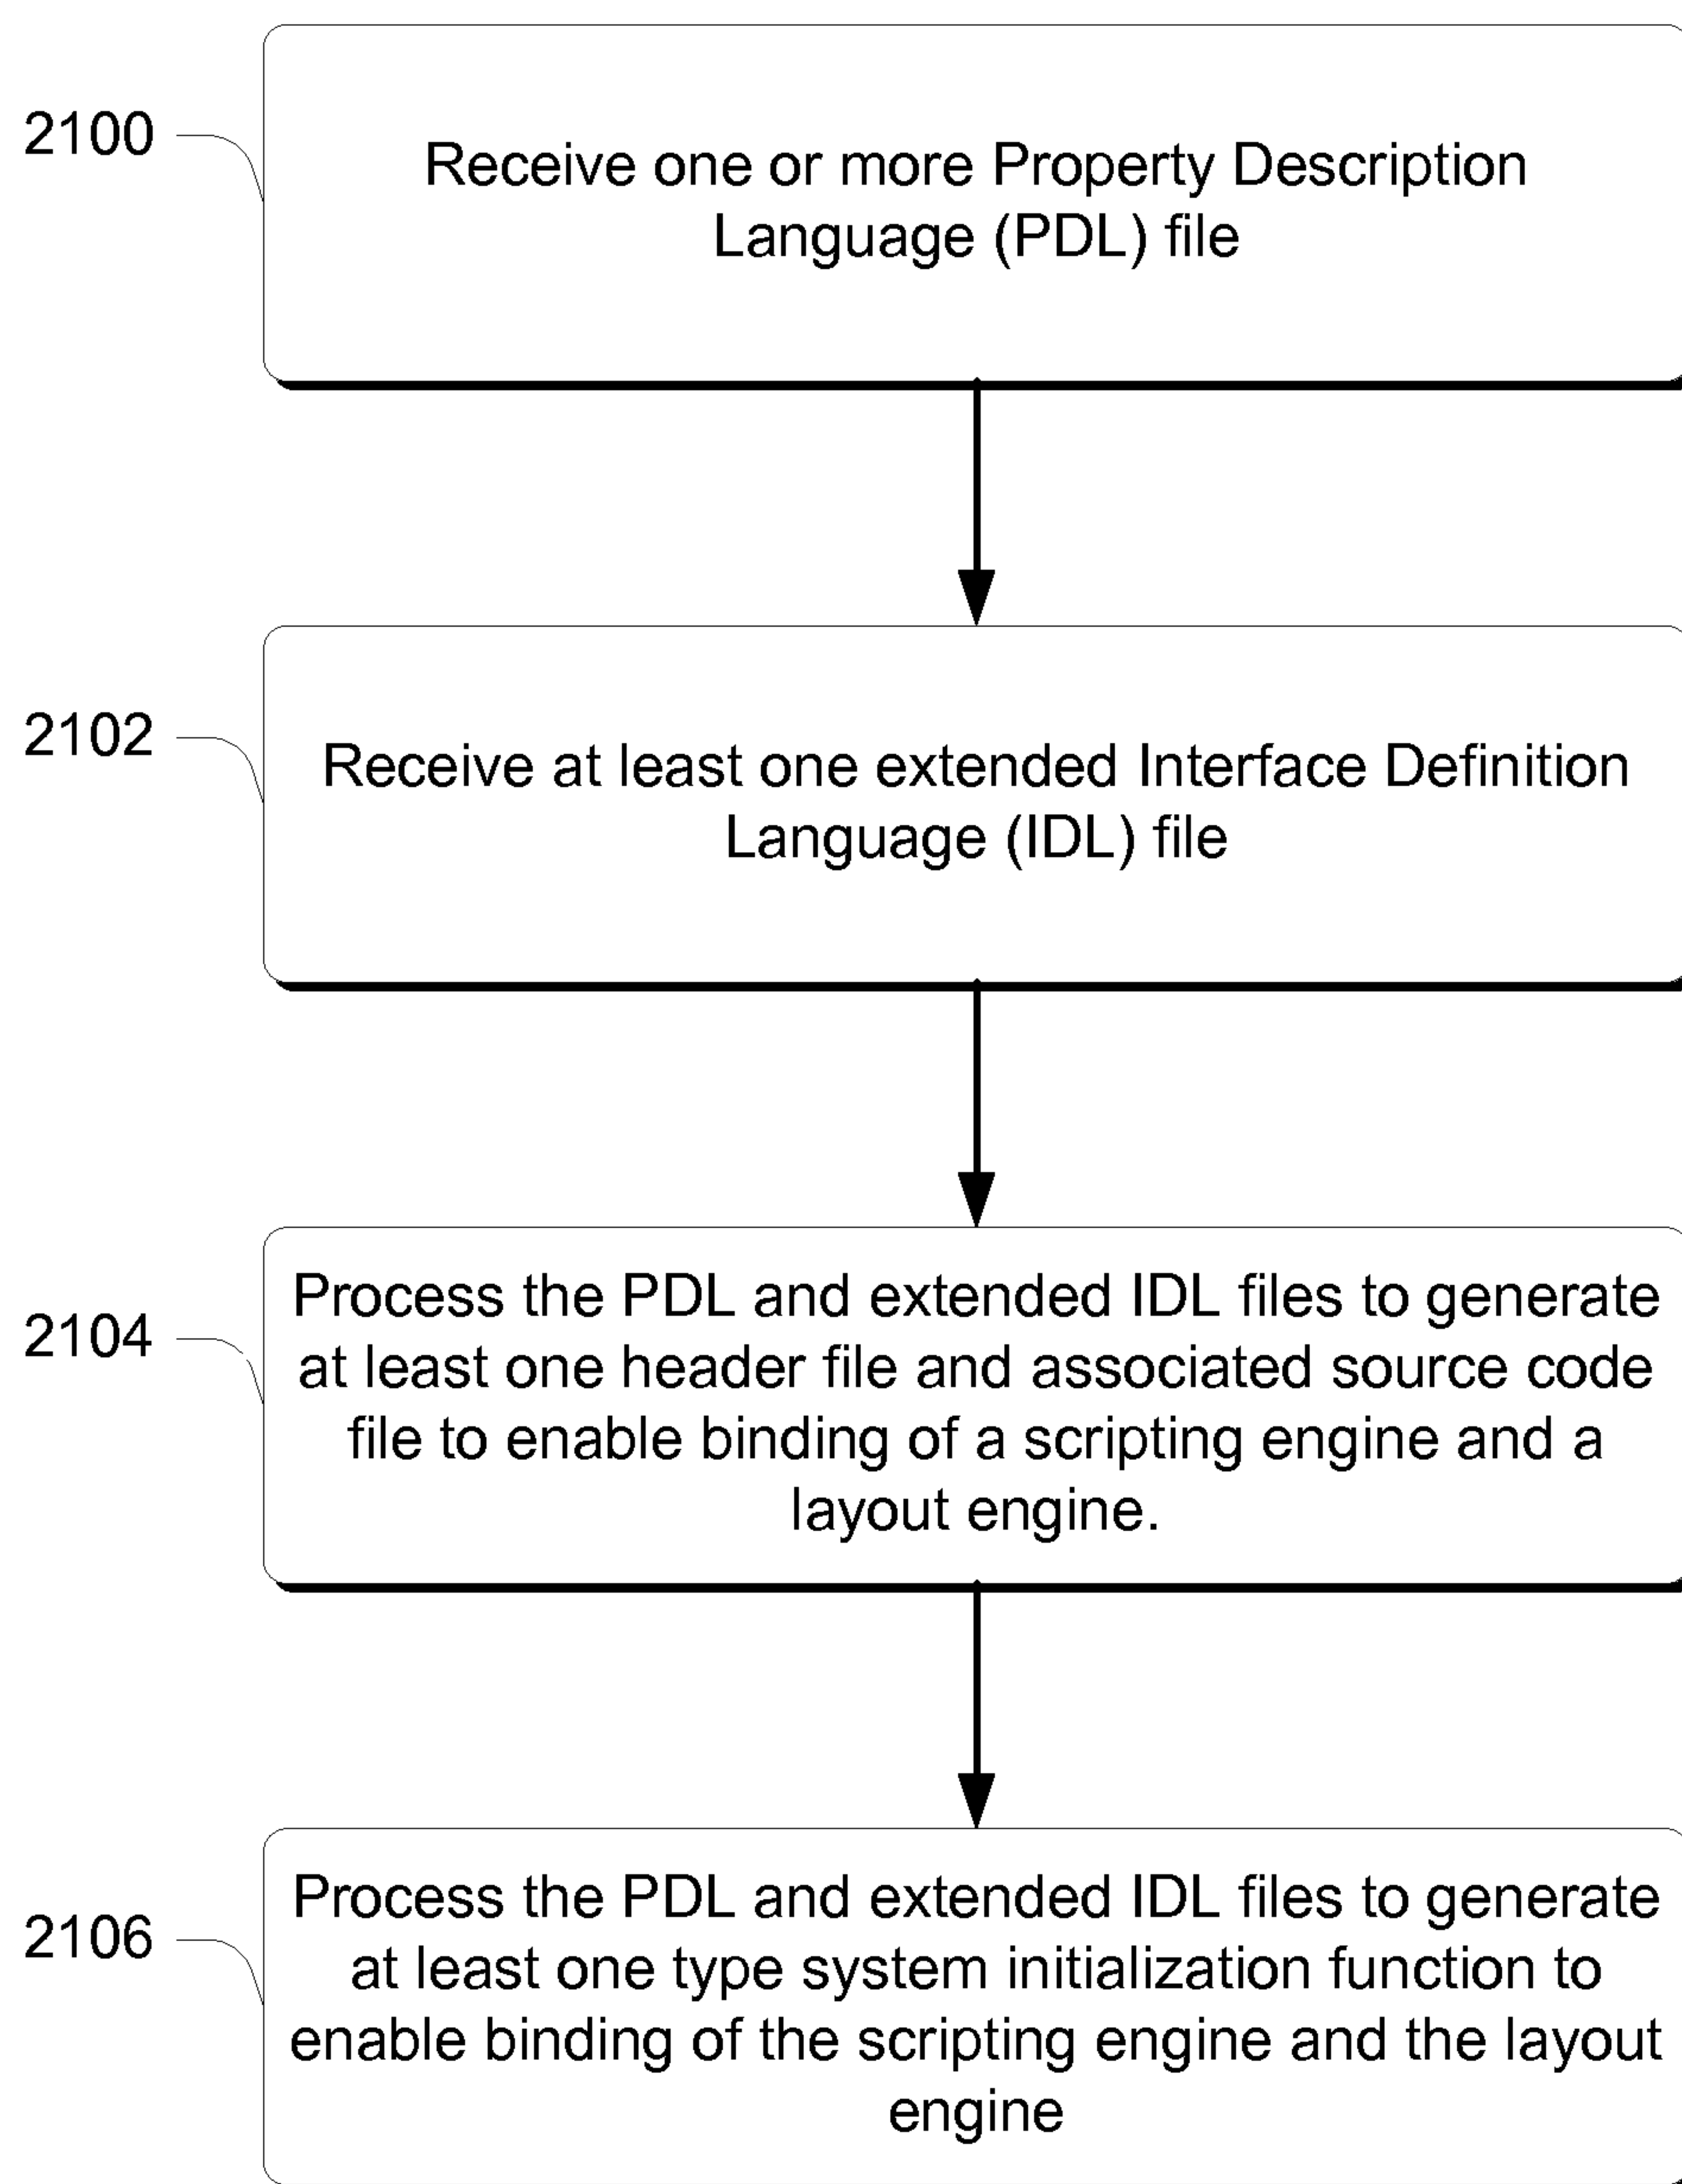 2100
Receive one or more Property Description
Language (PDL) file
2102
Receive at least one extended Interface Definition
Language (IDL) file
2104
Process the PDL and extended IDL files to generate
at least one header file and associated source code
file to enable binding of a scripting engine and a
layout engine.
2106
Process the PDL and extended IDL files to generate
at least one type system initialization function to
enable binding of the scripting engine and the layout
engine